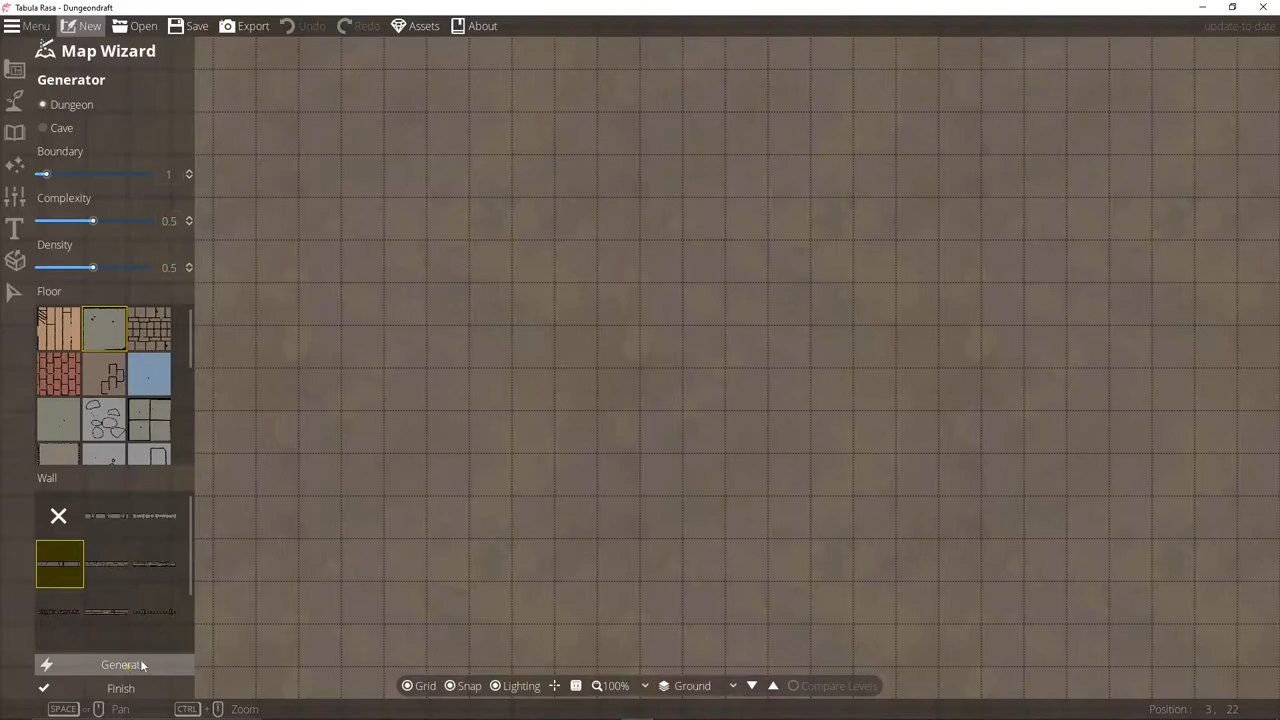 Tabula Rasa - Dungeondraft
Menu New Open Save Export Undo Redo Assets About update-to-date
Map Wizard
Generator
Dungeon
Cave
Boundary
1
Complexity
0.5
Density
0.5
Floor
Wall
Generate
Finish
Grid Snap Lighting 100% Ground Compare Levels
SPACE or Pan CTRL + Zoom Position : 3 , 22